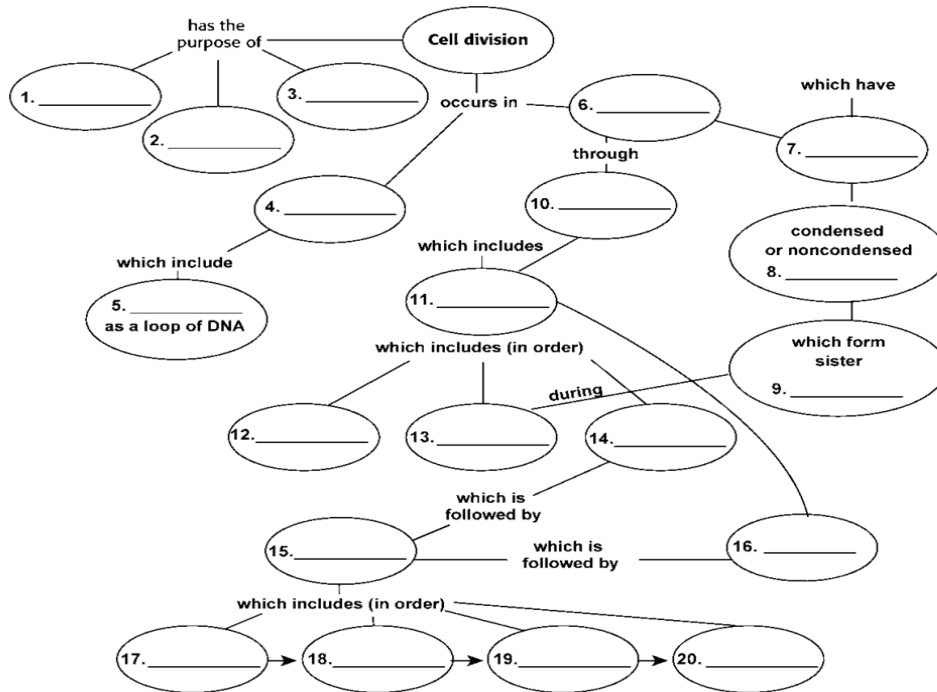 has the
purpose of
Cell division
1. ____________
2. ____________
3. ____________
occurs in
6. ____________
which have
7. ____________
through
4. ____________
10. ____________
condensed
or noncondensed
8. ____________
which includes
which include
5. ____________
as a loop of DNA
11. ____________
which form
sister
9. ____________
which includes (in order)
during
12. ____________
13. ____________
14. ____________
which is
followed by
15. ____________
which is
followed by
16. ____________
which includes (in order)
17. ____________
18. ____________
19. ____________
20. ____________